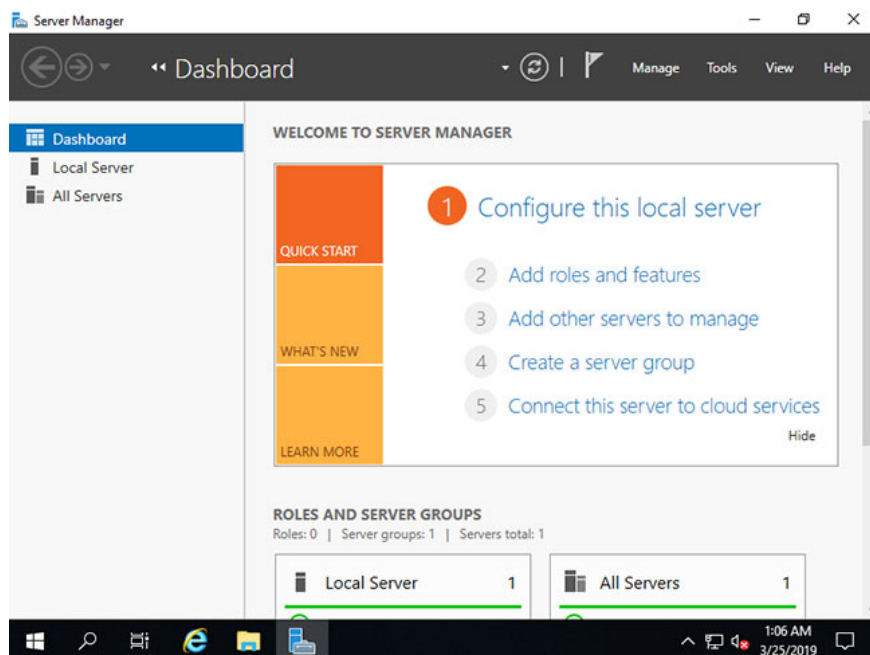 Server Manager
Dashboard
Manage Tools View Help
Dashboard
Local Server
All Servers
WELCOME TO SERVER MANAGER
QUICK START
WHAT'S NEW
LEARN MORE
1 Configure this local server
2 Add roles and features
3 Add other servers to manage
4 Create a server group
5 Connect this server to cloud services
Hide
ROLES AND SERVER GROUPS
Roles: 0 | Server groups: 1 | Servers total: 1
Local Server 1
All Servers 1
1:06 AM
3/25/2019